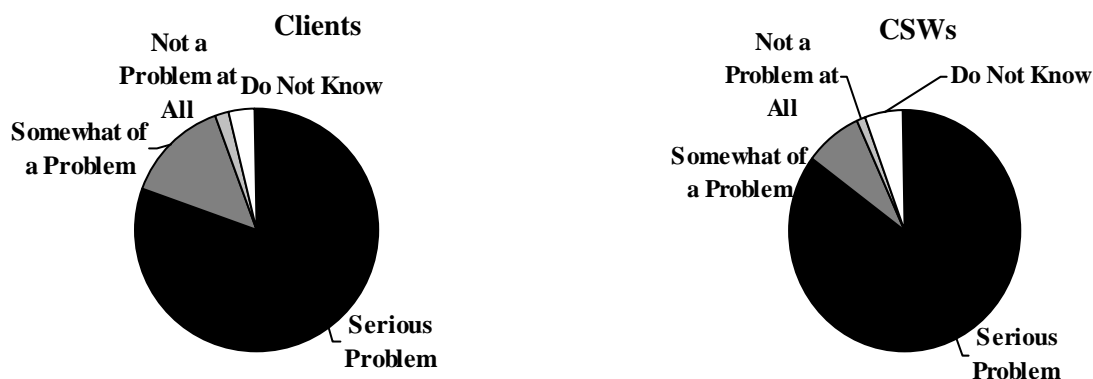 Clients
Not a
Problem at
All
Do Not Know
Somewhat of
a Problem
Serious
Problem
CSWs
Not a
Problem at
All
Do Not Know
Somewhat of
a Problem
Serious
Problem